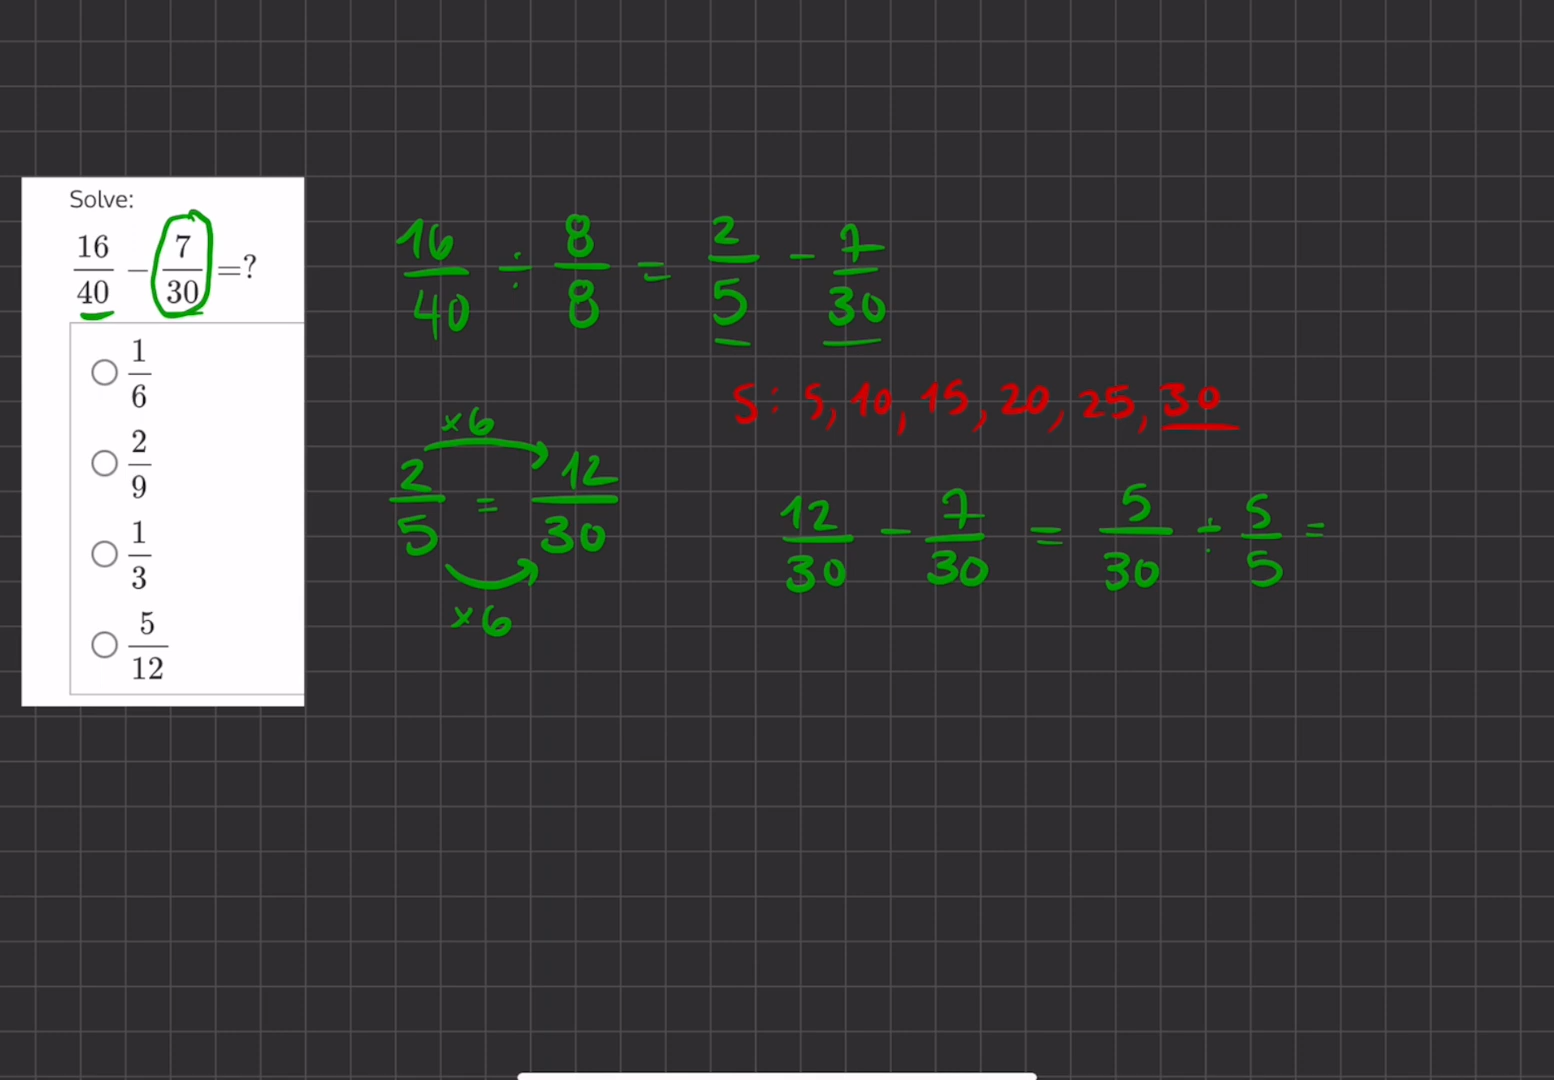 Solve:
16/40 − 7/30 =?
1/6
2/9
1/3
5/12
16/40 ÷ 8/8 = 2/5 − 7/30
5: 5, 10, 15, 20, 25, 30
×6
2/5 = 12/30
×6
12/30 − 7/30 = 5/30 ÷ 5/5 =